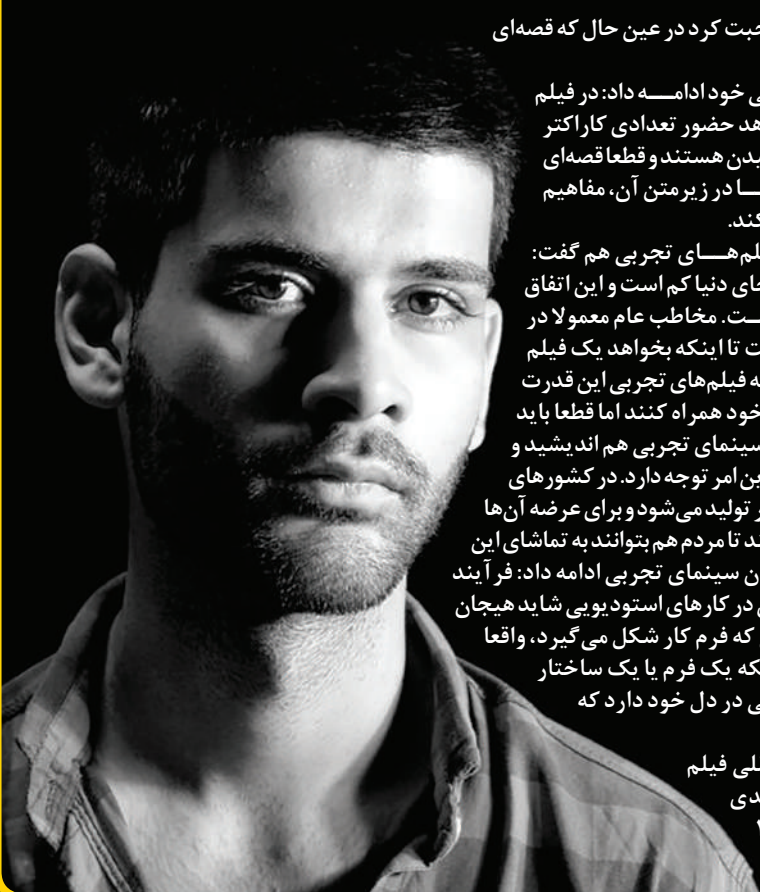 کرد در عین حال که قصه‌ای
خود ادامــه داد: در فیلم
حضور تعدادی کاراکتر
هستند و قطعا قصه‌ای
در زیر متن آن، مفاهیم
هــای تجربی هم گفت:
دنیا کم است و این اتفاق
مخاطب عام معمولا در
تا اینکه بخواهد یک فیلم
فیلم‌های تجربی این قدرت
خود همراه کنند اما قطعا باید
سینمای تجربی هم اندیشید و
امر توجه دارد. در کشورهای
تولید می‌شود و برای عرضه آن‌ها
تا مردم هم بتوانند به تماشای این
سینمای تجربی ادامه داد: فرآیند
در کارهای استودیویی شاید هیجان
که فرم کار شکل می‌گیرد، واقعا
یک فرم یا یک ساختار
در دل خود دارد که
فیلم